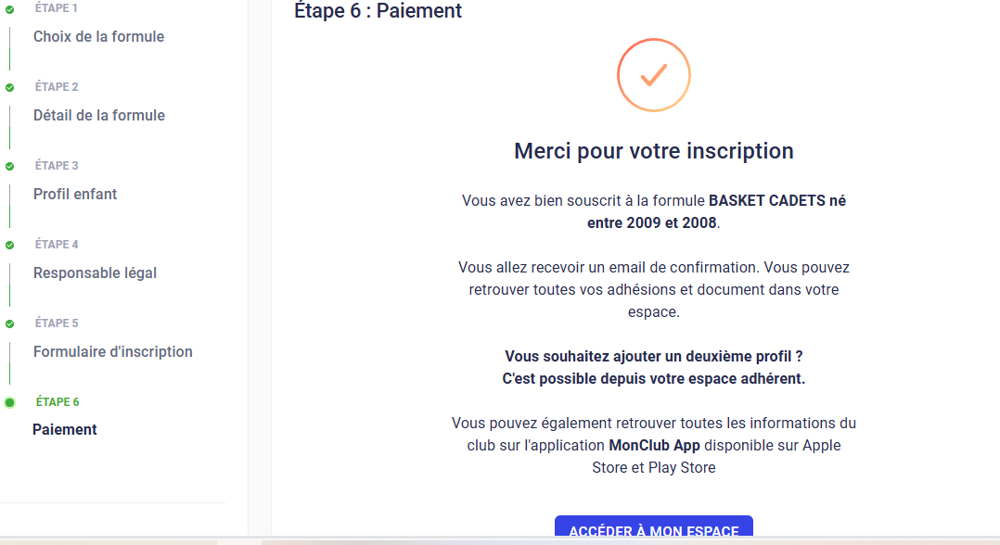 ÉTAPE 1
Choix de la formule
ÉTAPE 2
Détail de la formule
ÉTAPE 3
Profil enfant
ÉTAPE 4
Responsable légal
ÉTAPE 5
Formulaire d'inscription
ÉTAPE 6
Paiement
Étape 6 : Paiement
Merci pour votre inscription
Vous avez bien souscrit à la formule BASKET CADETS né
entre 2009 et 2008.
Vous allez recevoir un email de confirmation. Vous pouvez
retrouver toutes vos adhésions et document dans votre
espace.
Vous souhaitez ajouter un deuxième profil ?
C'est possible depuis votre espace adhérent.
Vous pouvez également retrouver toutes les informations du
club sur l'application MonClub App disponible sur Apple
Store et Play Store
ACCÉDER À MON ESPACE